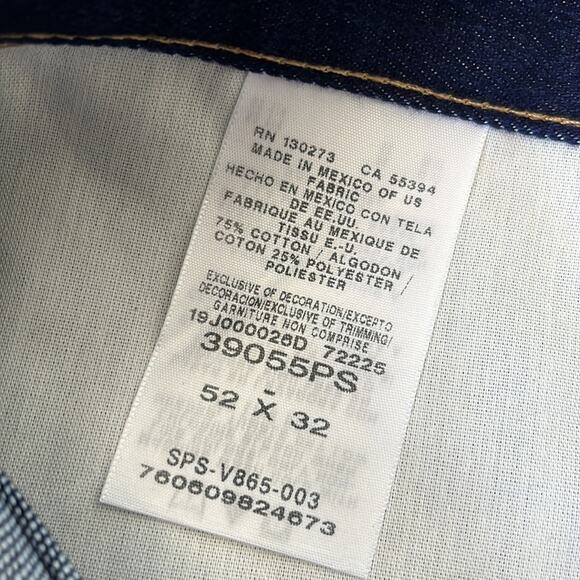 RN 130273 CA 55394
MADE IN MEXICO OF US
FABRIC
HECHO EN MEXICO CON TELA
DE EE.UU.
FABRIQUE AU MEXIQUE DE
TISSU E.-U.
75% COTTON / ALGODON /
COTON 25% POLYESTER /
POLIESTER
EXCLUSIVE OF DECORATION/EXCEPTO
DECORACION/EXCLUSIVE OF TRIMMING/
GARNITURE NON COMPRISE
19J000026D 72225
39055PS
52 X 32
SPS-V865-003
760609824673